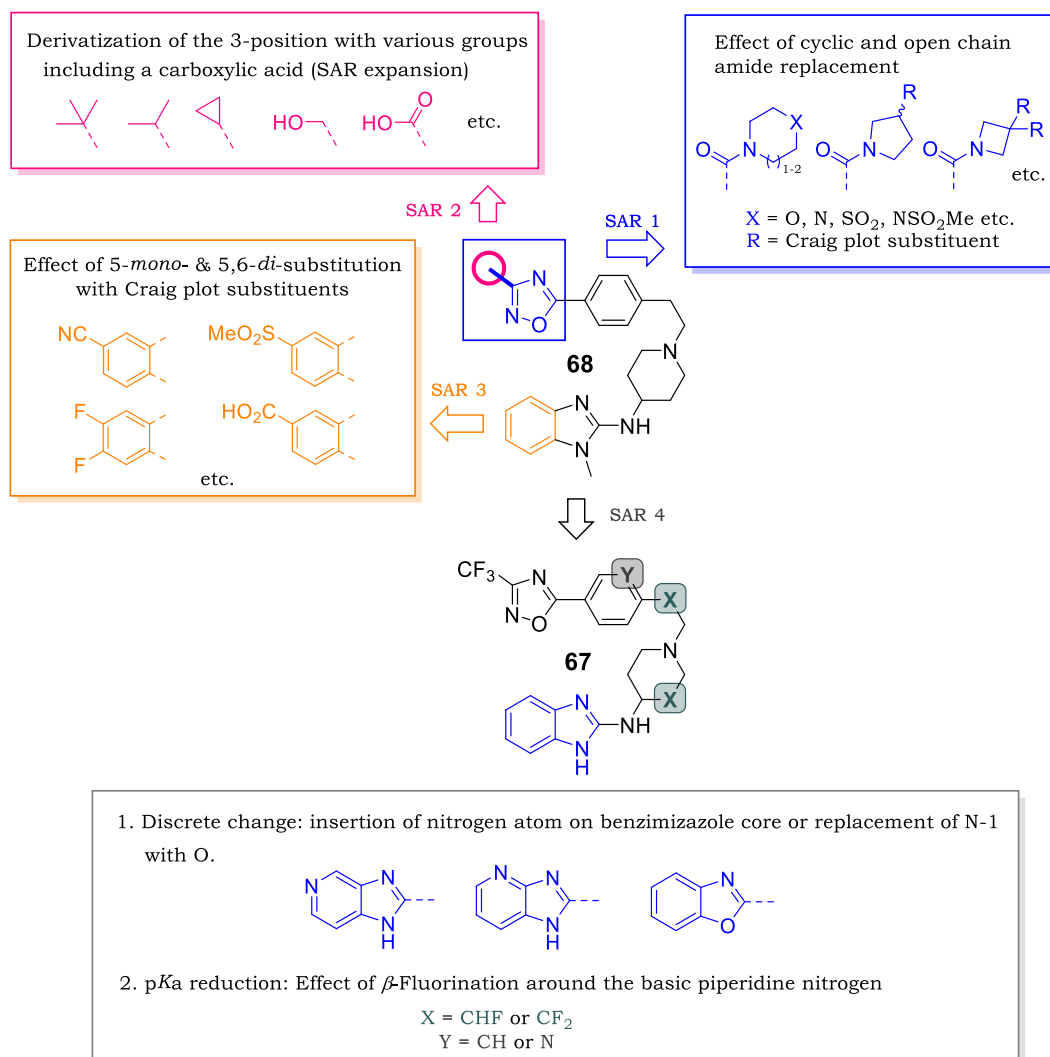 Derivatization of the 3-position with various groups
including a carboxylic acid (SAR expansion)
HO
HO
O
etc.
Effect of cyclic and open chain
amide replacement
O
N
X
( )1-2
O
N
R
O
N
R
R
etc.
X = O, N, SO2, NSO2Me etc.
R = Craig plot substituent
SAR 2
SAR 1
Effect of 5-mono- & 5,6-di-substitution
with Craig plot substituents
NC
MeO2S
F
F
HO2C
etc.
SAR 3
N
N
O
68
N
N
NH
N
SAR 4
CF3
N
N
O
Y
X
67
N
X
N
NH
N
H
1. Discrete change: insertion of nitrogen atom on benzimizazole core or replacement of N-1
with O.
N
N
N
H
N
N
N
H
N
O
2. pKa reduction: Effect of β-Fluorination around the basic piperidine nitrogen
X = CHF or CF2
Y = CH or N